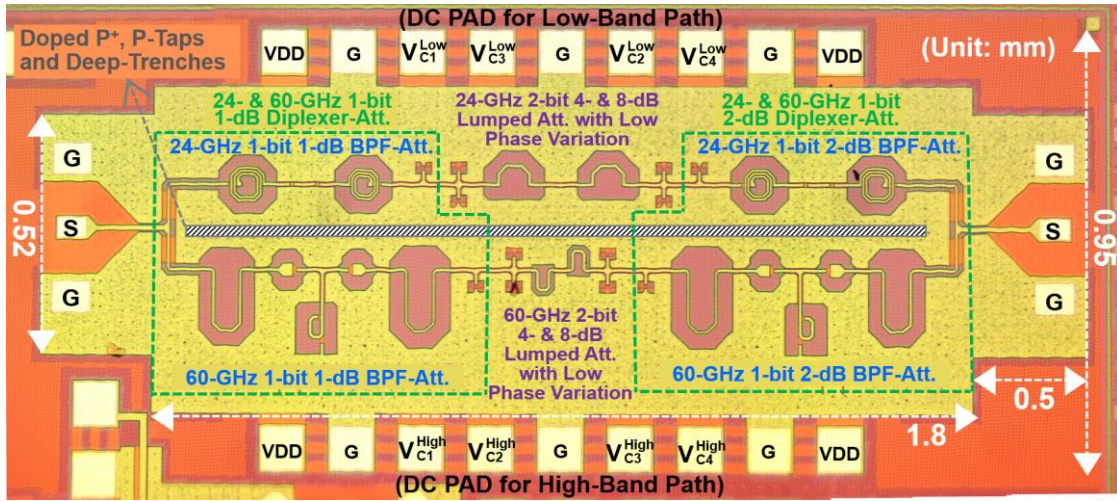 (DC PAD for Low-Band Path)
Doped P⁺, P-Taps
and Deep-Trenches
VDD G V_C1^Low V_C3^Low G V_C2^Low V_C4^Low G VDD
(Unit: mm)
24- & 60-GHz 1-bit
1-dB Diplexer-Att.
24-GHz 2-bit 4- & 8-dB
Lumped Att. with Low
Phase Variation
24- & 60-GHz 1-bit
2-dB Diplexer-Att.
24-GHz 1-bit 1-dB BPF-Att.
24-GHz 1-bit 2-dB BPF-Att.
G
S
G
0.52
G
S
G
0.95
60-GHz 2-bit
4- & 8-dB
Lumped Att.
with Low
Phase Variation
60-GHz 1-bit 1-dB BPF-Att.
60-GHz 1-bit 2-dB BPF-Att.
0.5
1.8
VDD G V_C1^High V_C2^High G V_C3^High V_C4^High G VDD
(DC PAD for High-Band Path)